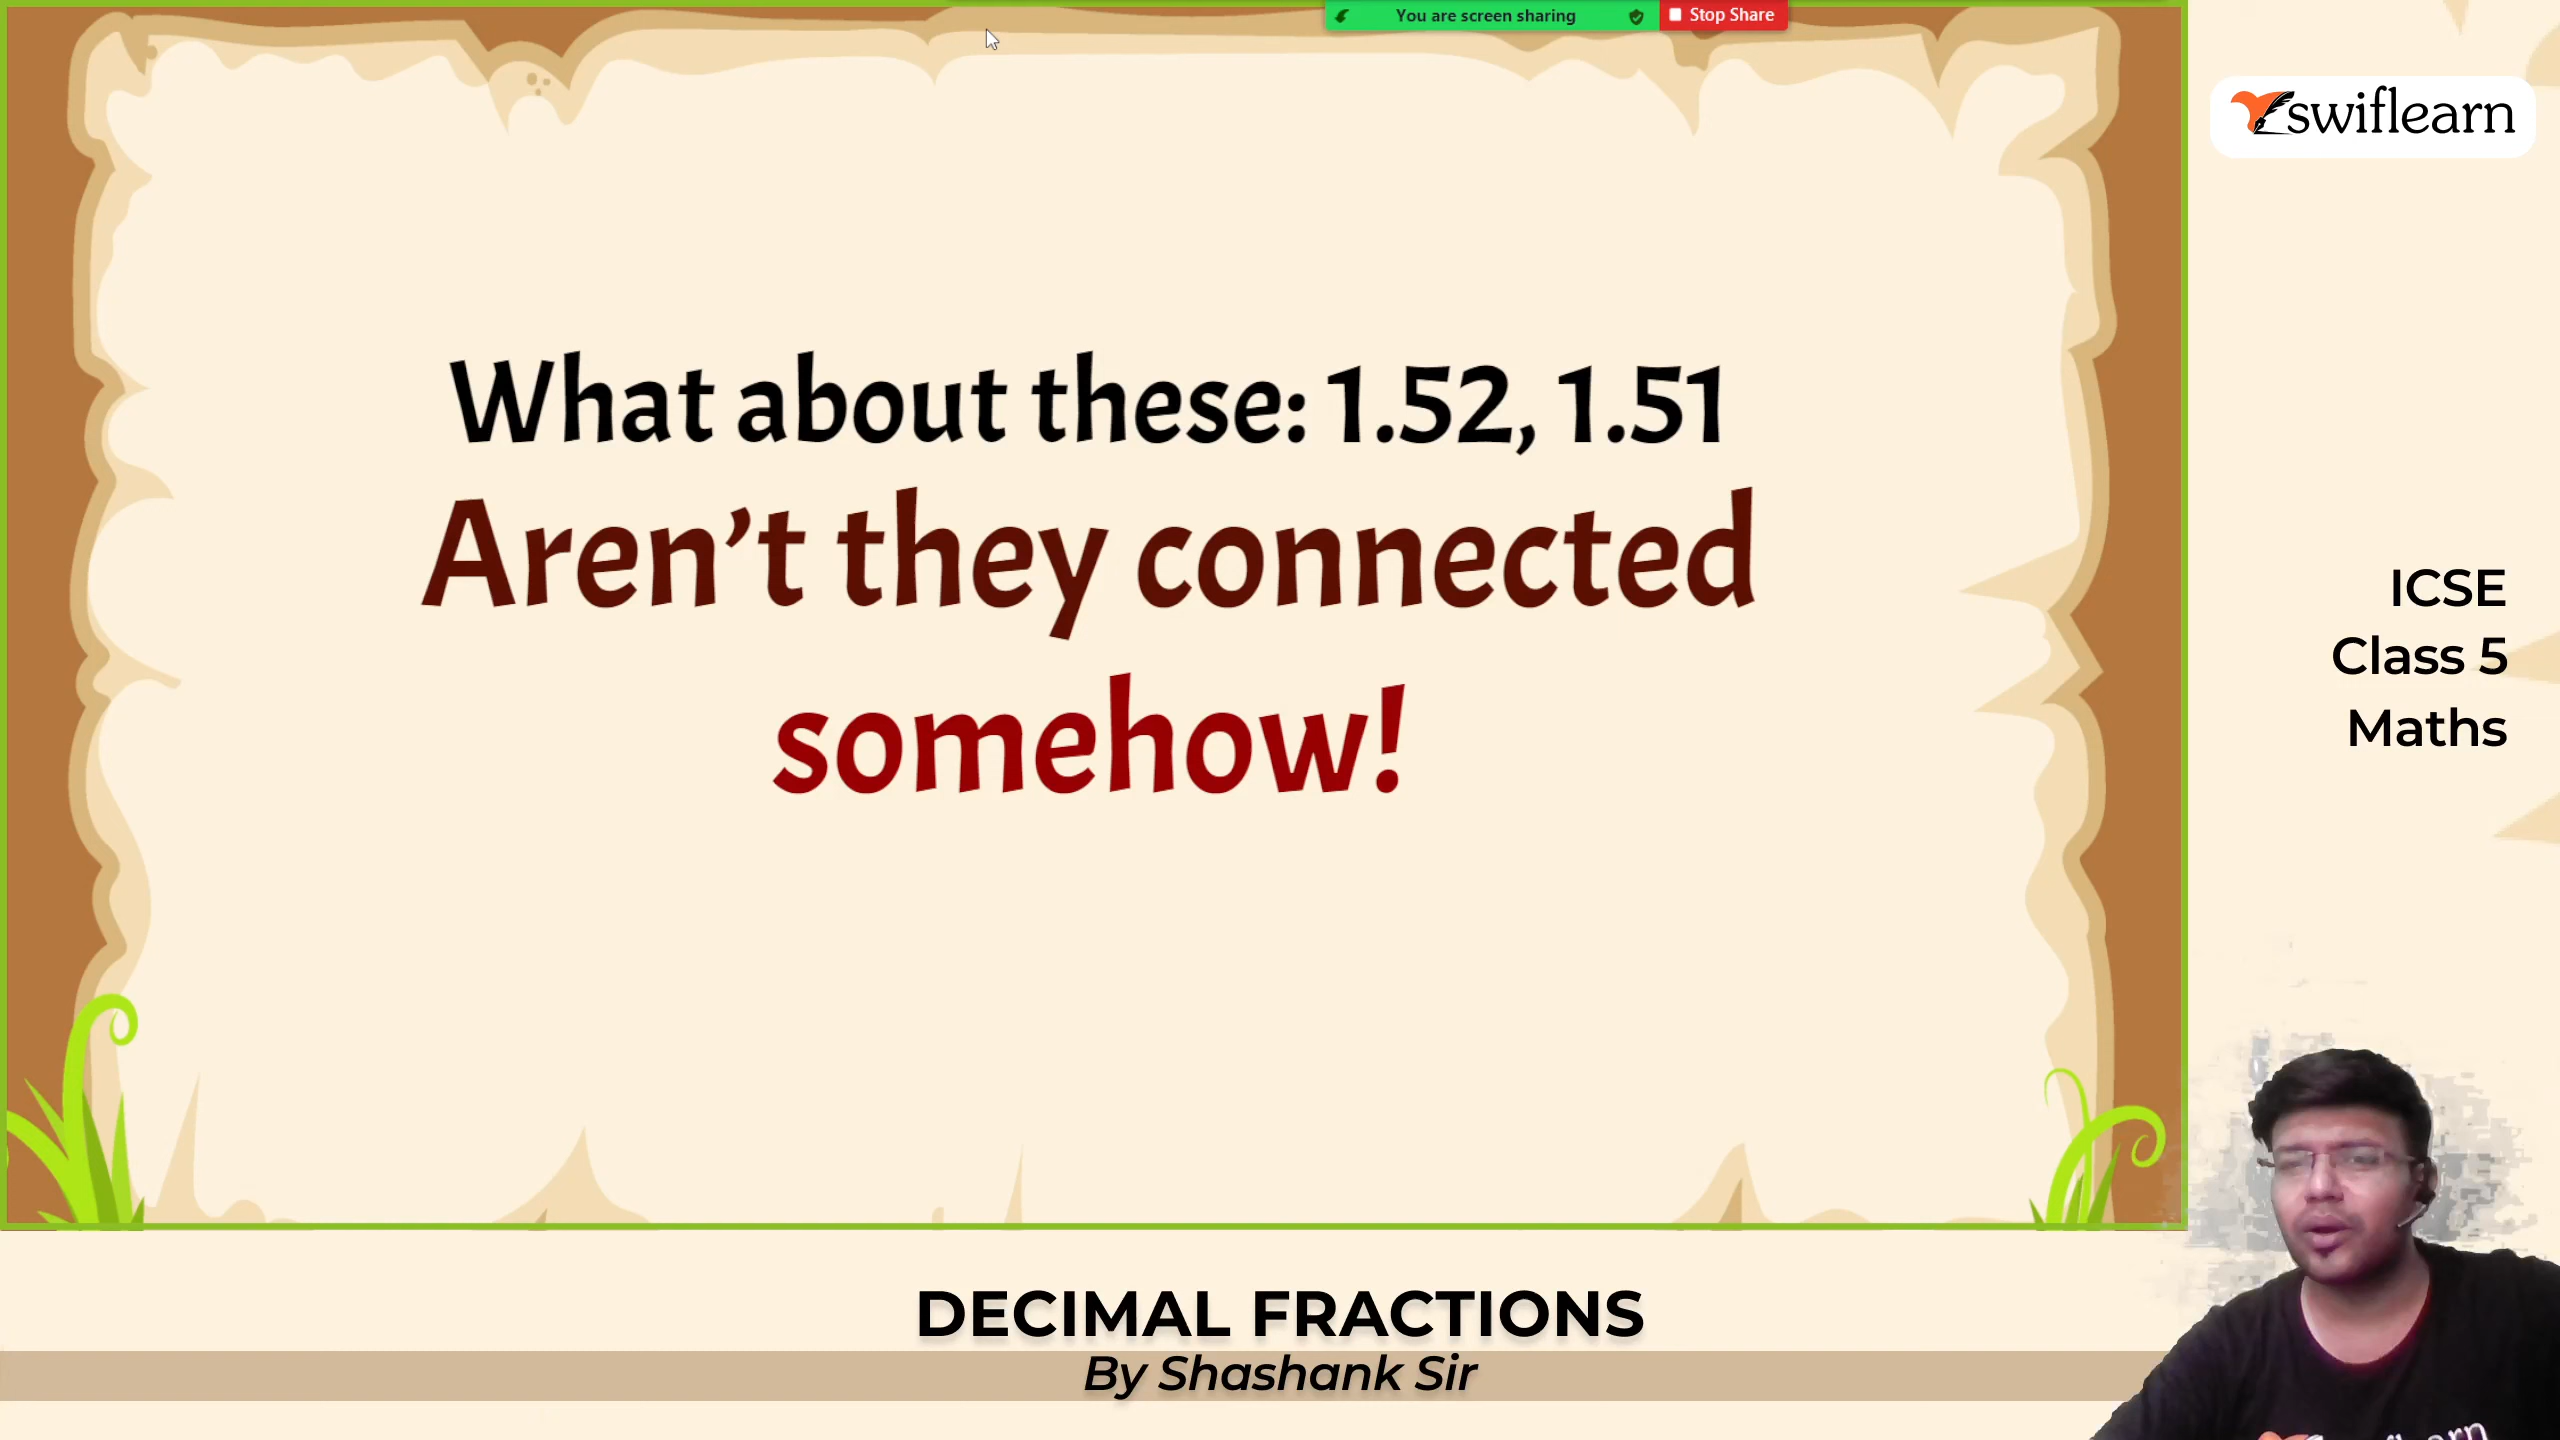 You are screen sharing
Stop Share
swiflearn
What about these: 1.52, 1.51
Aren’t they connected
somehow!
ICSE
Class 5
Maths
DECIMAL FRACTIONS
By Shashank Sir